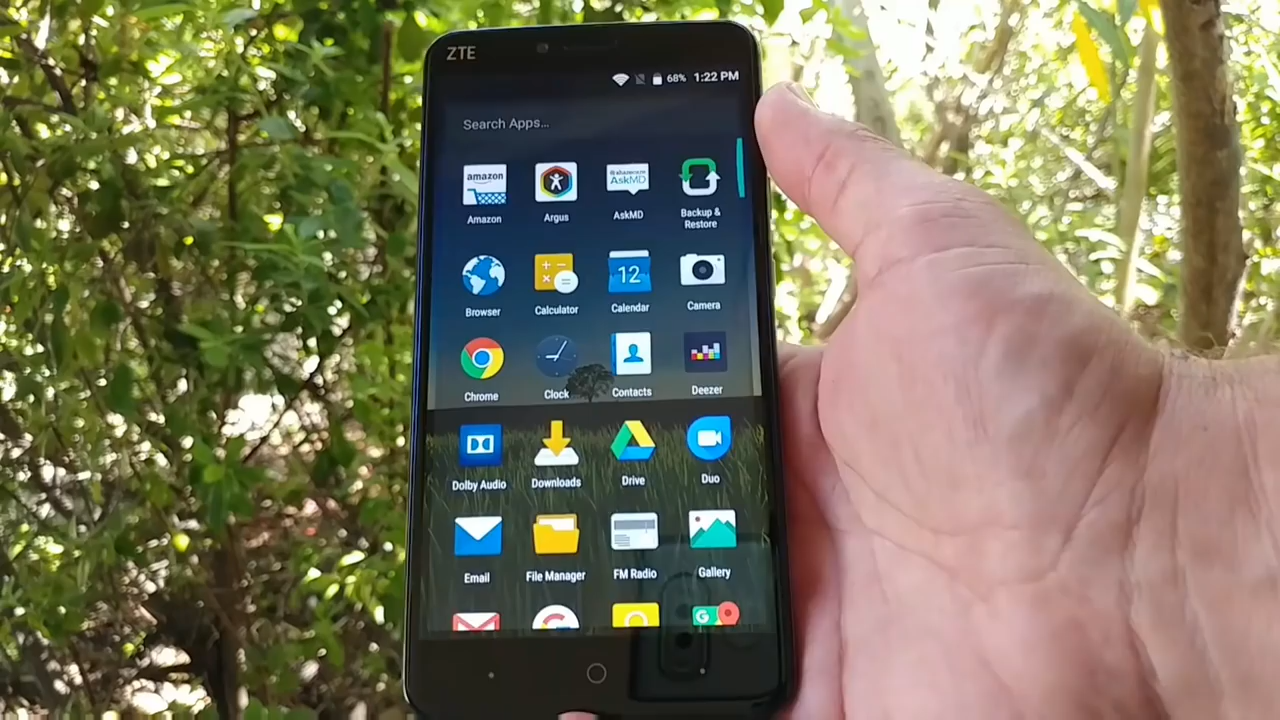 ZTE
68% 1:22 PM
Search Apps...
amazon
AskMD
Amazon
Argus
AskMD
Backup &
Restore
12
Browser
Calculator
Calendar
Camera
Chrome
Clock
Contacts
Deezer
Dolby Audio
Downloads
Drive
Duo
Email
File Manager
FM Radio
Gallery
G